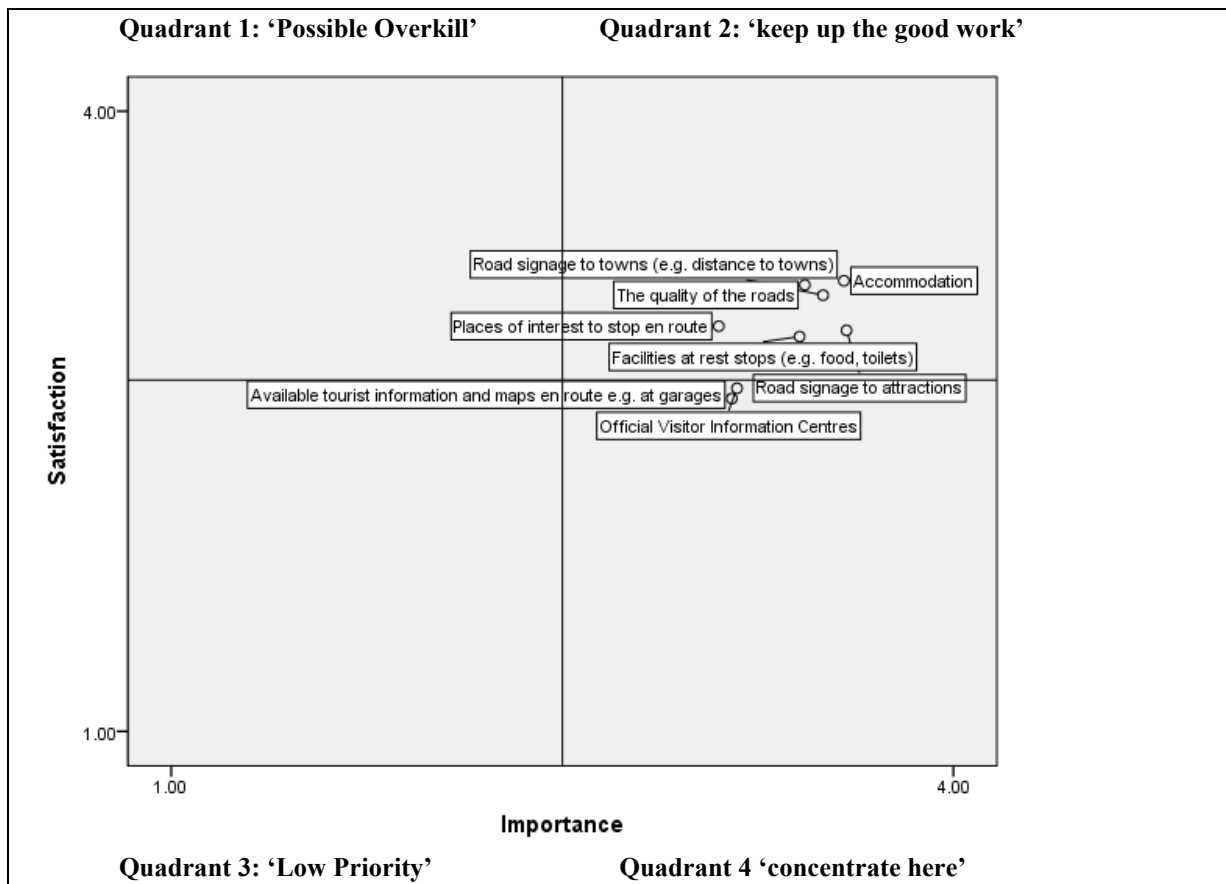 Quadrant 1: ‘Possible Overkill’ Quadrant 2: ‘keep up the good work’
4.00
Road signage to towns (e.g. distance to towns)
Accommodation
The quality of the roads
Places of interest to stop en route
Facilities at rest stops (e.g. food, toilets)
Road signage to attractions
Available tourist information and maps en route e.g. at garages
Official Visitor Information Centres
Satisfaction
1.00
1.00 4.00
Importance
Quadrant 3: ‘Low Priority’ Quadrant 4 ‘concentrate here’